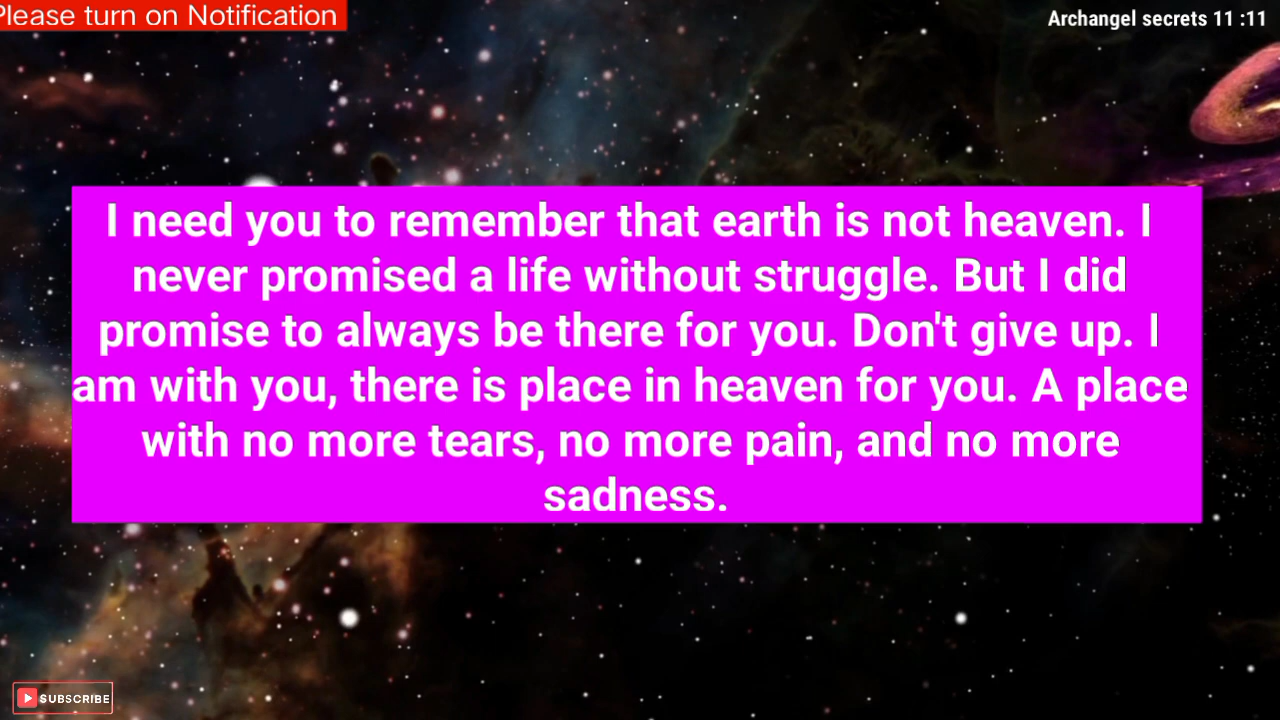 Please turn on Notification
Archangel secrets 11 :11
I need you to remember that earth is not heaven. I
never promised a life without struggle. But I did
promise to always be there for you. Don't give up. I
am with you, there is place in heaven for you. A place
with no more tears, no more pain, and no more
sadness.
SUBSCRIBE